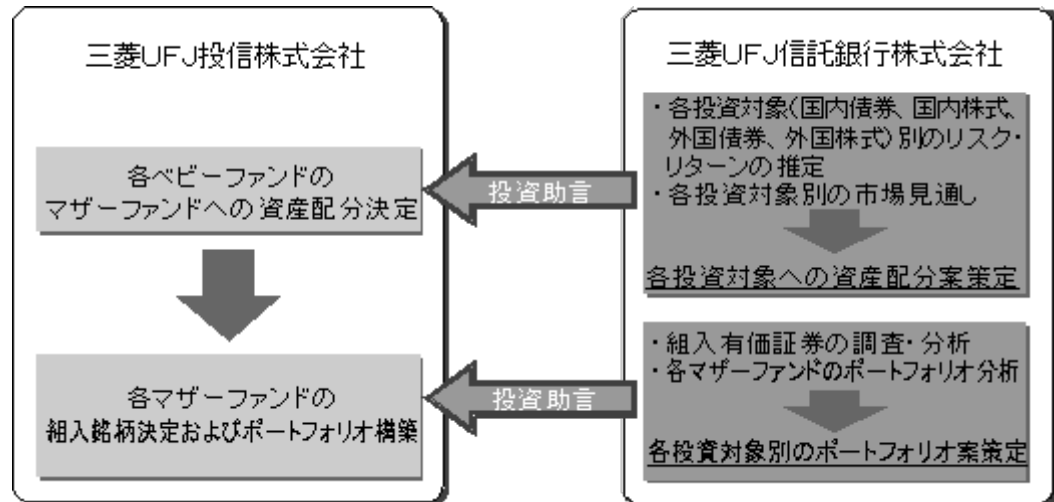 三菱UFJ投信株式会社
各ベビーファンドの
マザーファンドへの資産配分決定
各マザーファンドの
組入銘柄決定およびポートフォリオ構築
投資助言
投資助言
三菱UFJ信託銀行株式会社
・各投資対象(国内債券、国内株式、
外国債券、外国株式)別のリスク・
リターンの推定
・各投資対象別の市場見通し
各投資対象への資産配分案策定
・組入有価証券の調査・分析
・各マザーファンドのポートフォリオ分析
各投資対象別のポートフォリオ案策定